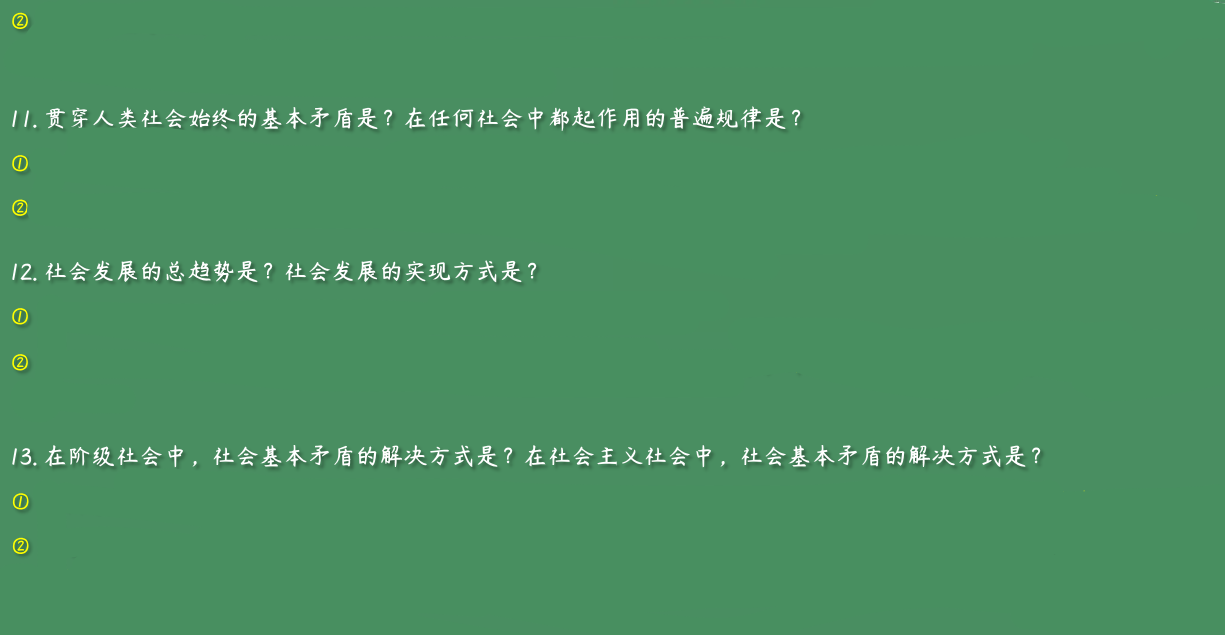 ②
11. 贯穿人类社会始终的基本矛盾是？在任何社会中都起作用的普遍规律是？
①
②
12. 社会发展的总趋势是？社会发展的实现方式是？
①
②
13. 在阶级社会中，社会基本矛盾的解决方式是？在社会主义社会中，社会基本矛盾的解决方式是？
①
②